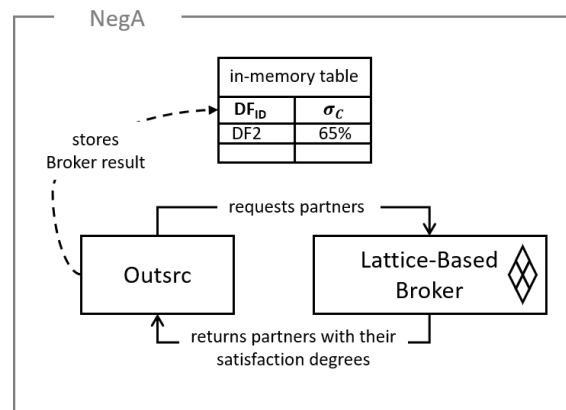 NegA
in-memory table
DF_ID σ_C
DF2 65%
stores
Broker result
requests partners
Outsrc
Lattice-Based
Broker
returns partners with their
satisfaction degrees